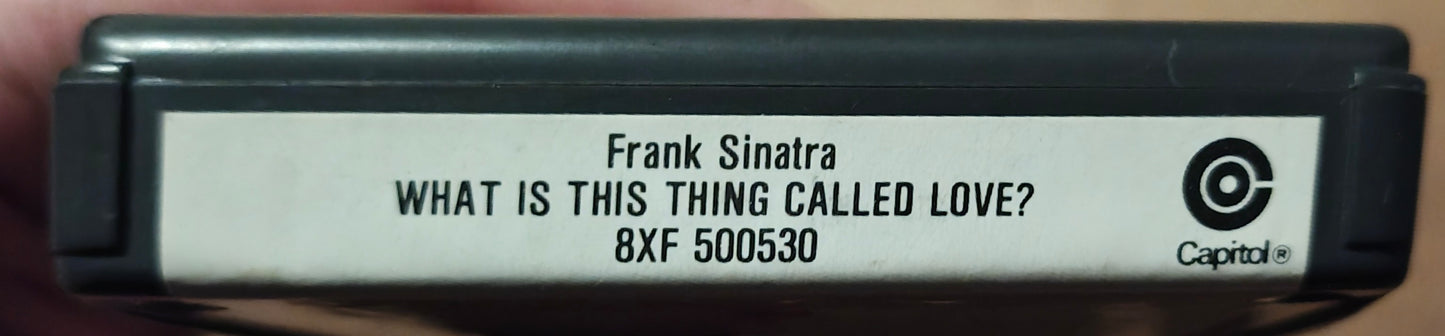 Frank Sinatra
WHAT IS THIS THING CALLED LOVE?
8XF 500530
Capitol®